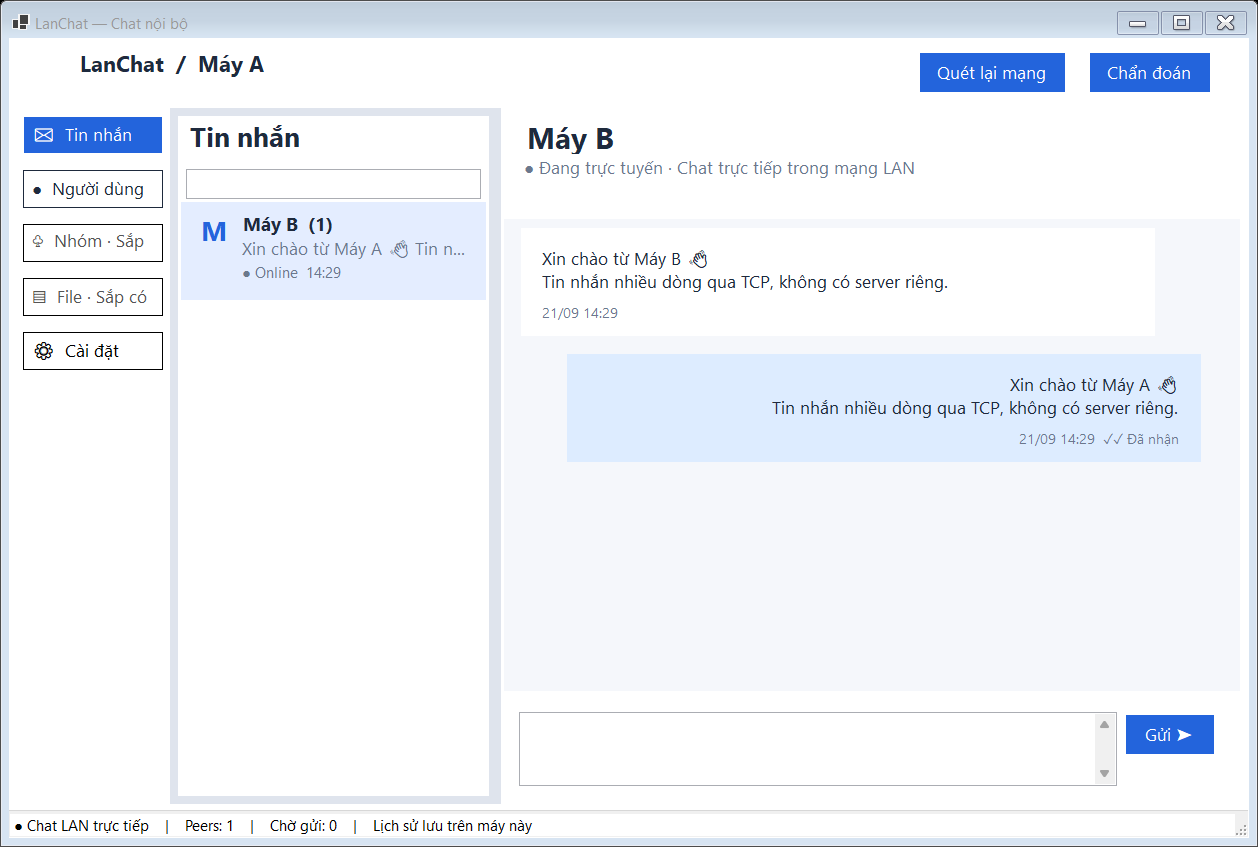 LanChat — Chat nội bộ
LanChat / Máy A
Quét lại mạng
Chẩn đoán
Tin nhắn
Người dùng
Nhóm · Sắp
File · Sắp có
Cài đặt
Tin nhắn
M
Máy B (1)
Xin chào từ Máy A 👋 Tin n...
● Online 14:29
Máy B
● Đang trực tuyến · Chat trực tiếp trong mạng LAN
Xin chào từ Máy B 👋
Tin nhắn nhiều dòng qua TCP, không có server riêng.
21/09 14:29
Xin chào từ Máy A 👋
Tin nhắn nhiều dòng qua TCP, không có server riêng.
21/09 14:29 ✓✓ Đã nhận
Gửi ➤
● Chat LAN trực tiếp | Peers: 1 | Chờ gửi: 0 | Lịch sử lưu trên máy này